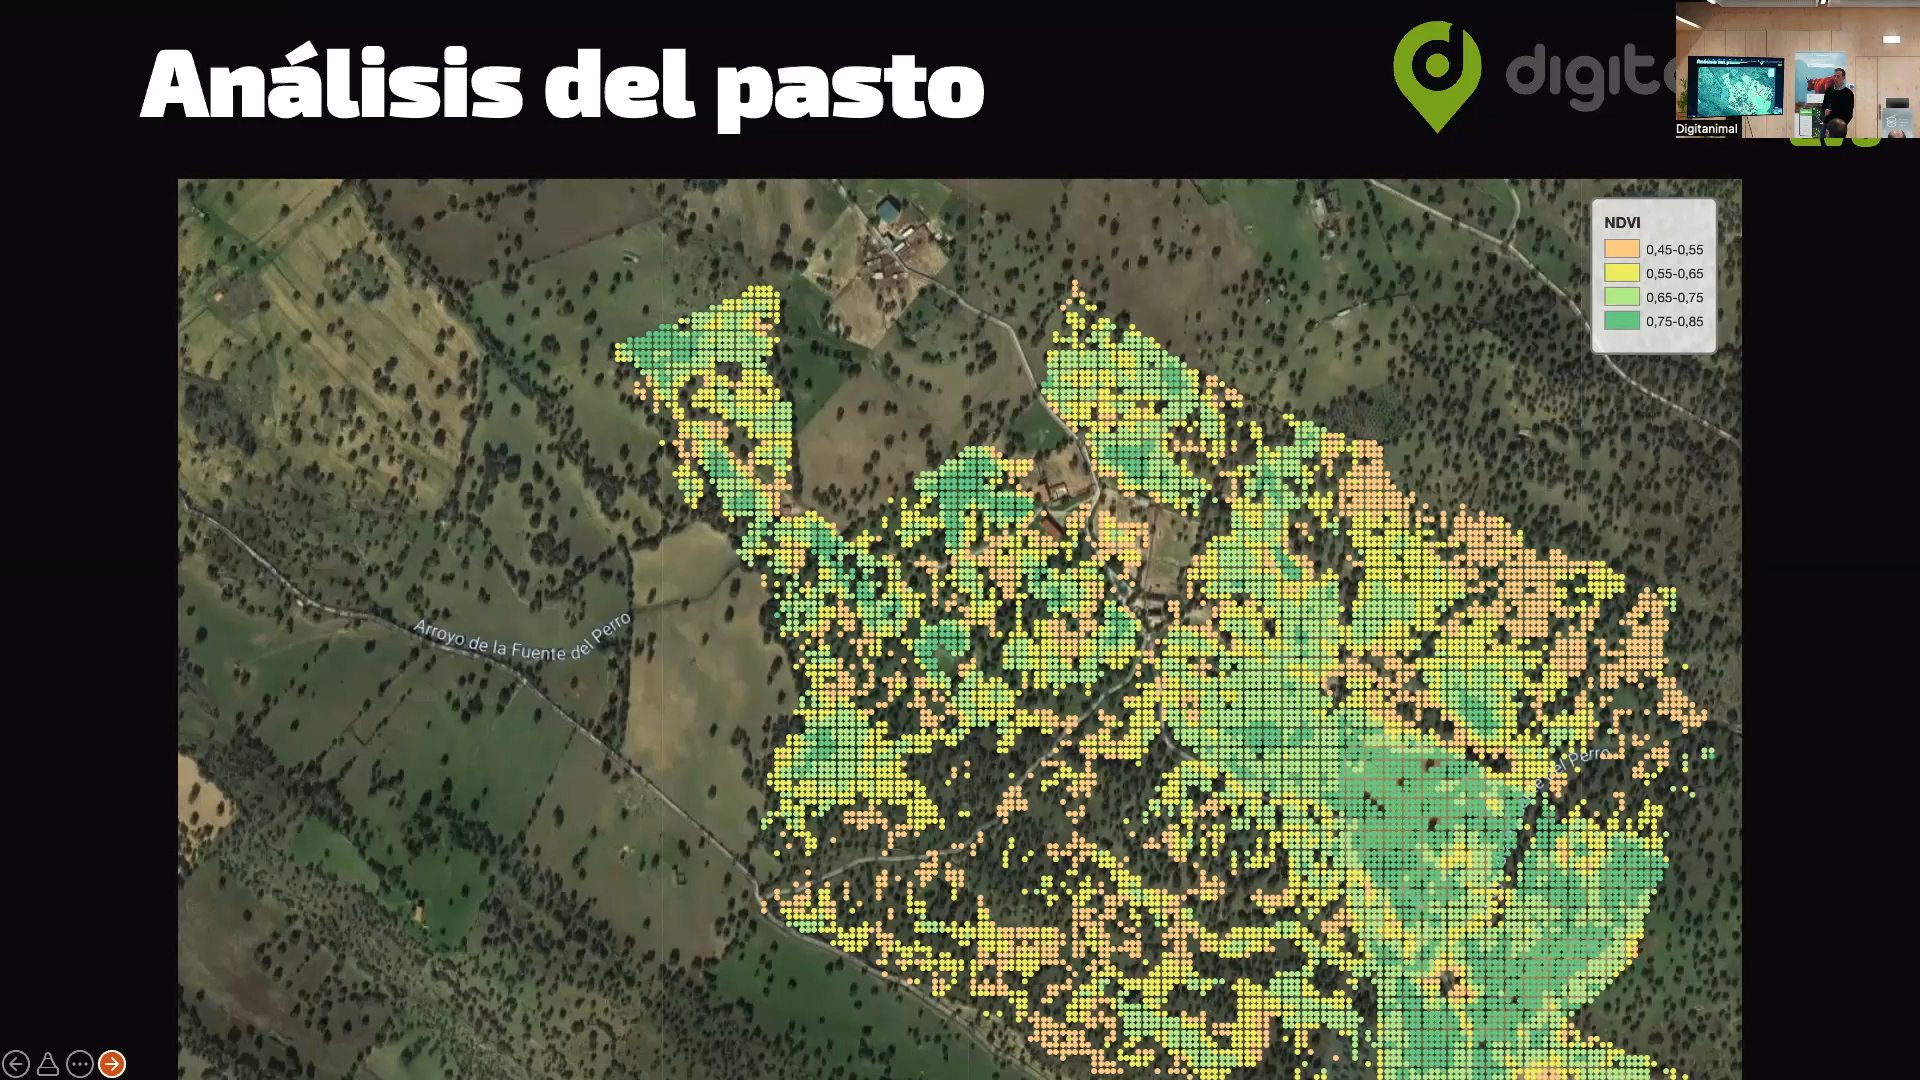 Análisis del pasto
digit
Digitanimal
NDVI
0,45-0,55
0,55-0,65
0,65-0,75
0,75-0,85
Arroyo de la Fuente del Perro
del Perro